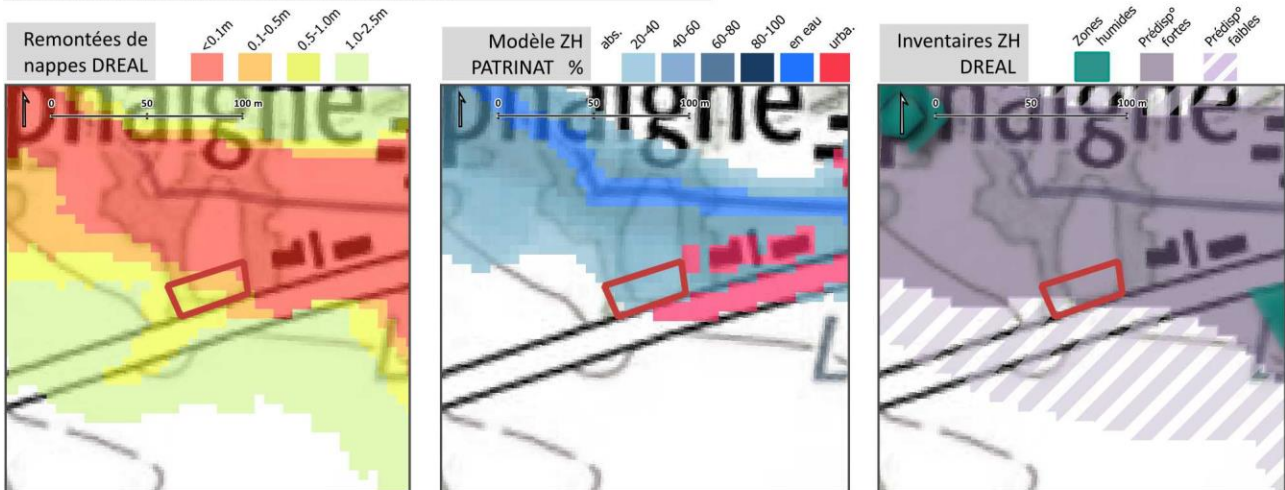 Remontées de
nappes DREAL
<0.1m
0.1-0.5m
0.5-1.0m
1.0-2.5m
0 50 100 m
Modèle ZH
PATRINAT %
abs.
20-40
40-60
60-80
80-100
en eau
urba.
0 50 100 m
Inventaires ZH
DREAL
Zones
humides
Prédisp°
fortes
Prédisp°
faibles
0 50 100 m